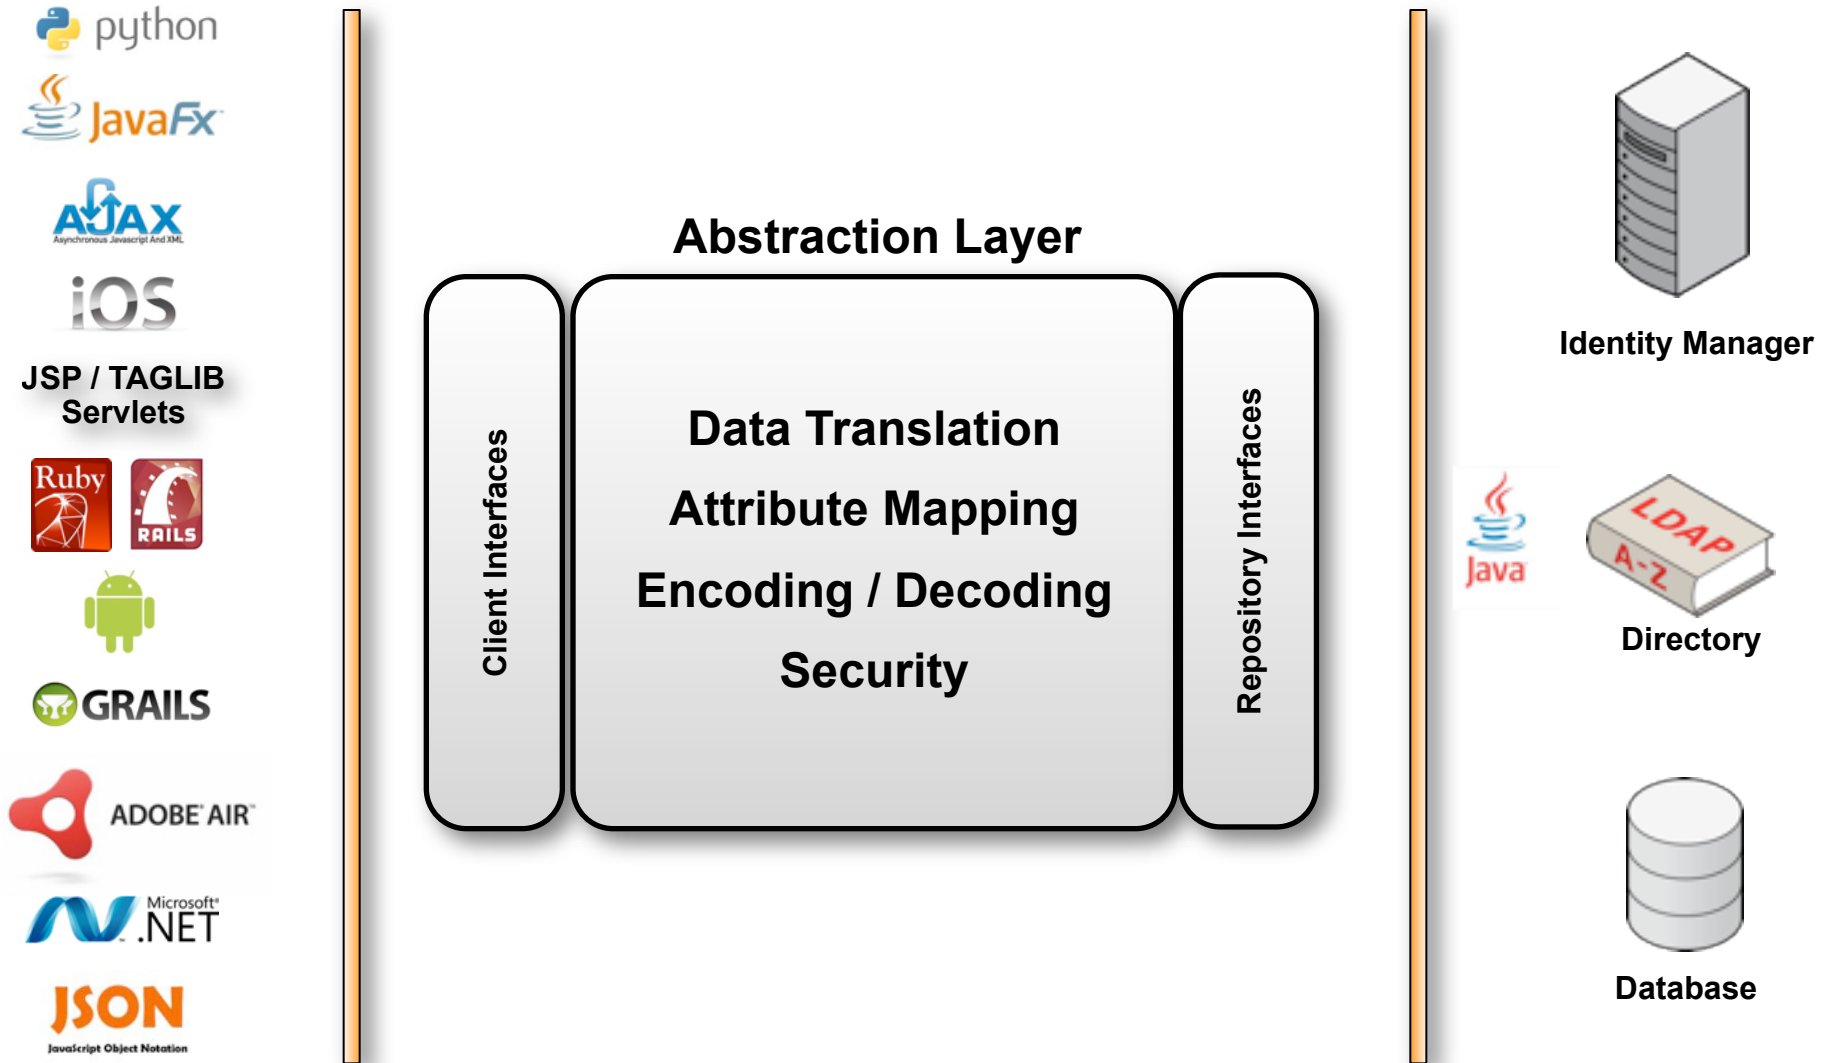 python
JavaFx
AJAX
Asynchronous Javascript And XML
iOS
JSP / TAGLIB
Servlets
Ruby
RAILS
GRAILS
ADOBE® AIR™
Microsoft®
.NET
JSON
JavaScript Object Notation
Abstraction Layer
Client Interfaces
Data Translation
Attribute Mapping
Encoding / Decoding
Security
Repository Interfaces
Identity Manager
Java
LDAP
A-Z
Directory
Database